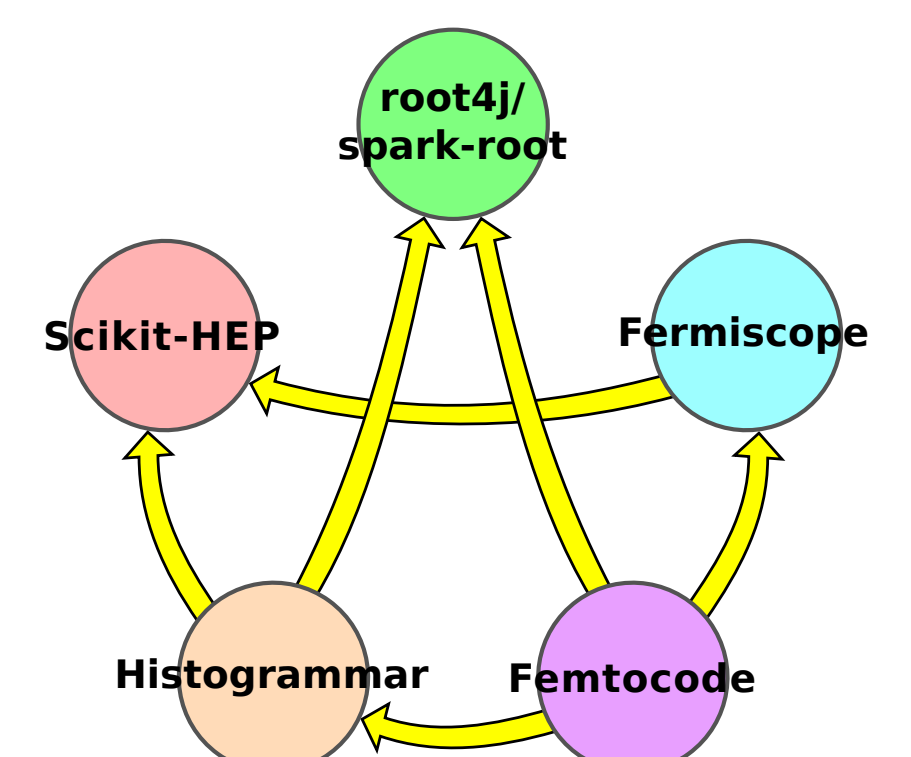 root4j/
spark-root
Scikit-HEP
Fermiscope
Histogrammar
Femtocode